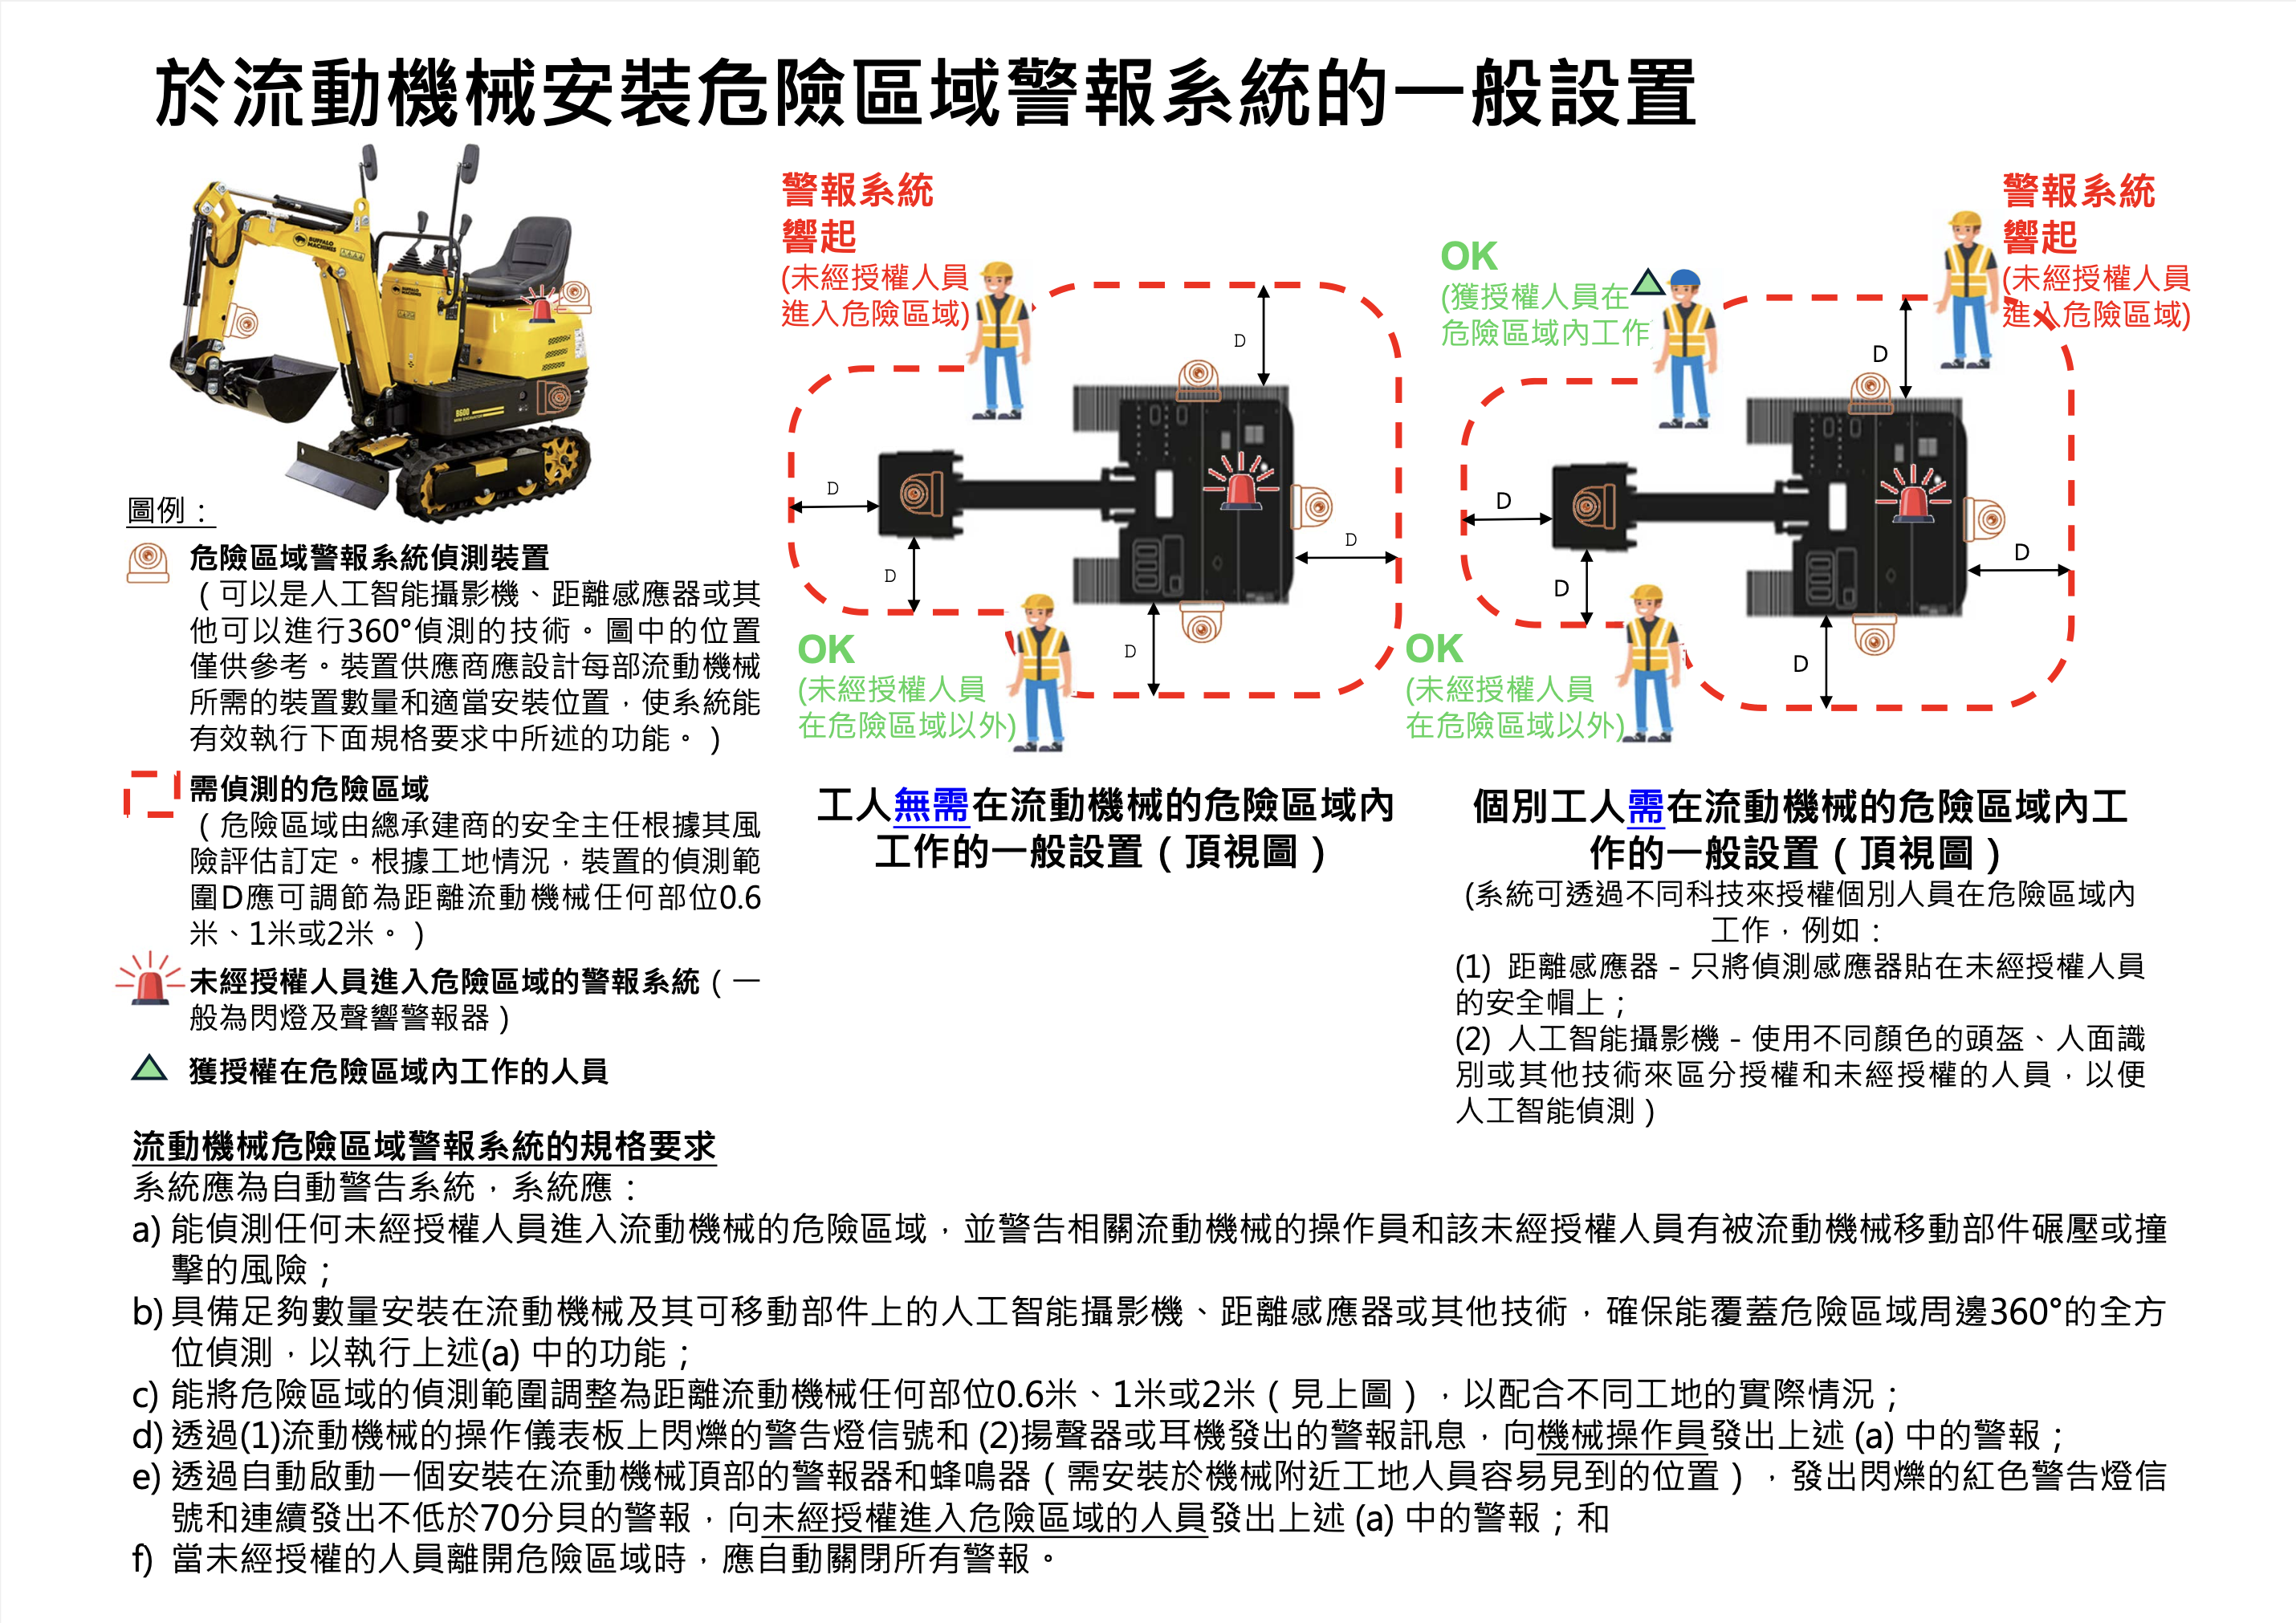 於流動機械安裝危險區域警報系統的一般設置
BUFFALO
MACHINES
BUFFALO
MACHINES
B600
圖例：
危險區域警報系統偵測裝置
（可以是人工智能攝影機、距離感應器或其
他可以進行360°偵測的技術。圖中的位置
僅供參考。裝置供應商應設計每部流動機械
所需的裝置數量和適當安裝位置，使系統能
有效執行下面規格要求中所述的功能。）
需偵測的危險區域
（危險區域由總承建商的安全主任根據其風
險評估訂定。根據工地情況，裝置的偵測範
圍D應可調節為距離流動機械任何部位0.6
米、1米或2米。）
未經授權人員進入危險區域的警報系統（一
般為閃燈及聲響警報器）
獲授權在危險區域內工作的人員
警報系統
響起
(未經授權人員
進入危險區域)
D
D
D
D
D
OK
(未經授權人員
在危險區域以外)
工人無需在流動機械的危險區域內
工作的一般設置（頂視圖）
OK
(獲授權人員在
危險區域內工作
警報系統
響起
(未經授權人員
進入危險區域)
D
D
D
D
D
OK
(未經授權人員
在危險區域以外)
個別工人需在流動機械的危險區域內工
作的一般設置（頂視圖）
(系統可透過不同科技來授權個別人員在危險區域內
工作，例如：
(1) 距離感應器 - 只將偵測感應器貼在未經授權人員
的安全帽上；
(2) 人工智能攝影機 - 使用不同顏色的頭盔、人面識
別或其他技術來區分授權和未經授權的人員，以便
人工智能偵測）
流動機械危險區域警報系統的規格要求
系統應為自動警告系統，系統應：
a) 能偵測任何未經授權人員進入流動機械的危險區域，並警告相關流動機械的操作員和該未經授權人員有被流動機械移動部件碾壓或撞
擊的風險；
b) 具備足夠數量安裝在流動機械及其可移動部件上的人工智能攝影機、距離感應器或其他技術，確保能覆蓋危險區域周邊360°的全方
位偵測，以執行上述(a) 中的功能；
c) 能將危險區域的偵測範圍調整為距離流動機械任何部位0.6米、1米或2米（見上圖），以配合不同工地的實際情況；
d) 透過(1)流動機械的操作儀表板上閃爍的警告燈信號和 (2)揚聲器或耳機發出的警報訊息，向機械操作員發出上述 (a) 中的警報；
e) 透過自動啟動一個安裝在流動機械頂部的警報器和蜂鳴器（需安裝於機械附近工地人員容易見到的位置），發出閃爍的紅色警告燈信
號和連續發出不低於70分貝的警報，向未經授權進入危險區域的人員發出上述 (a) 中的警報；和
f) 當未經授權的人員離開危險區域時，應自動關閉所有警報。